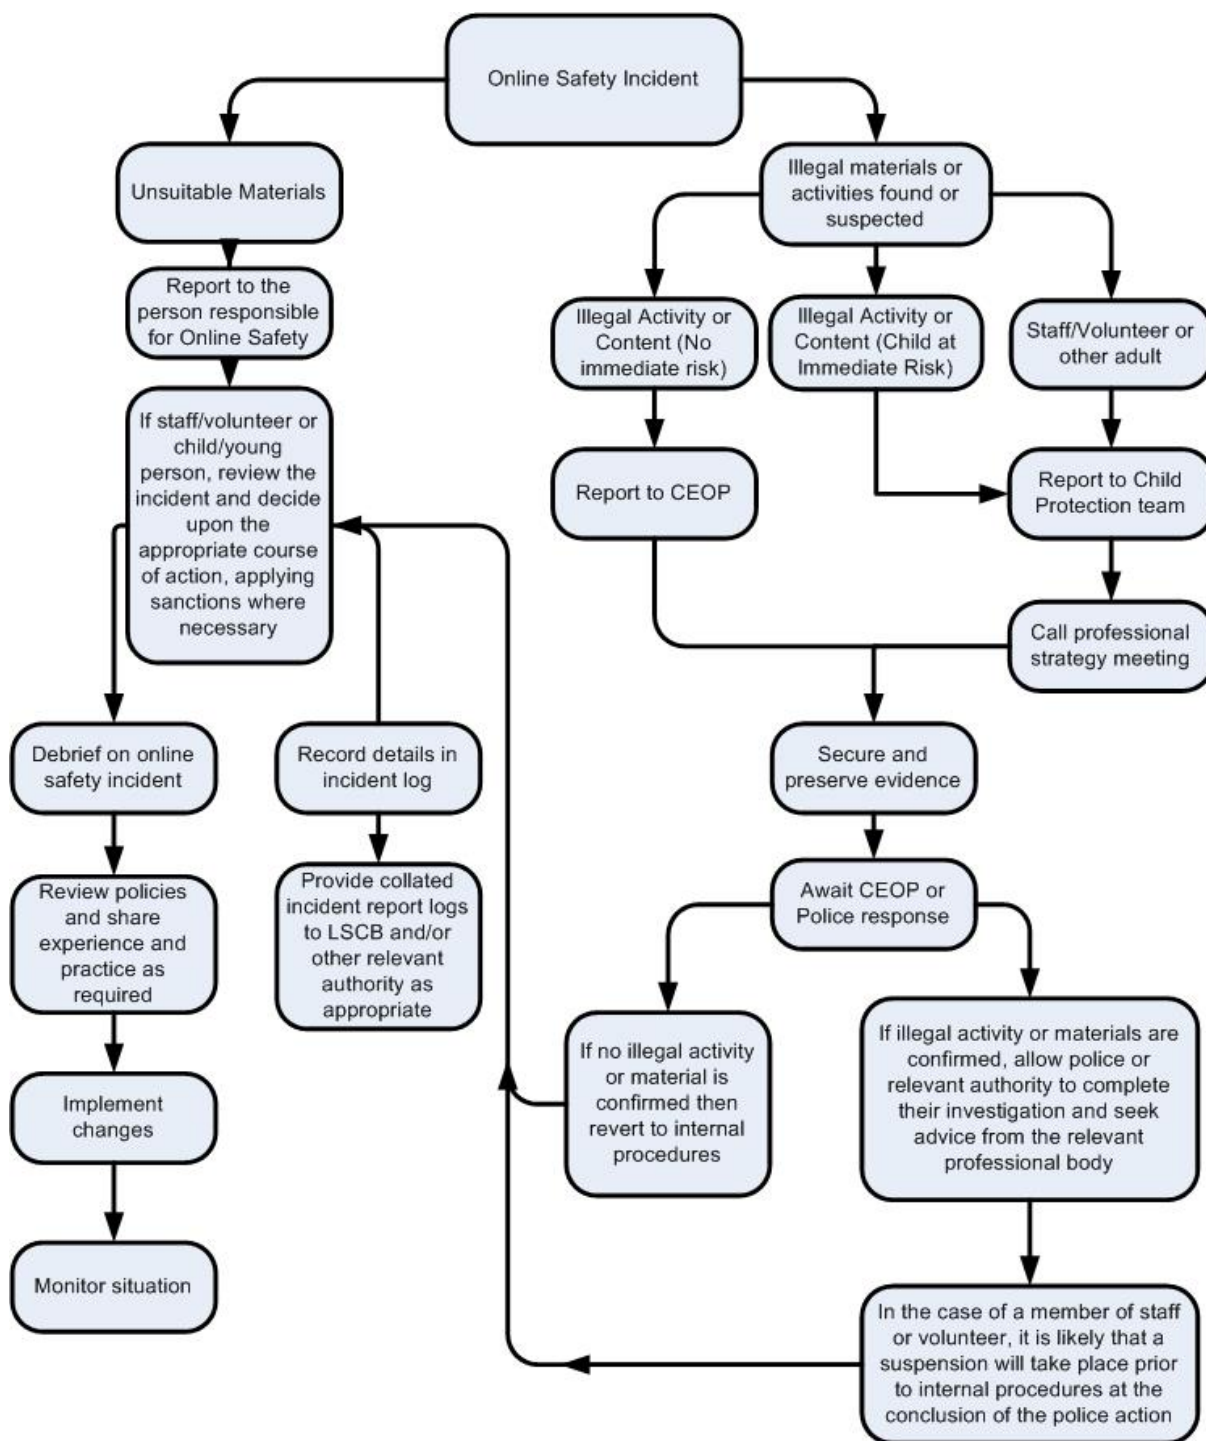 Online Safety Incident
Unsuitable Materials
Illegal materials or
activities found or
suspected
Report to the
person responsible
for Online Safety
Illegal Activity or
Content (No
immediate risk)
Illegal Activity or
Content (Child at
Immediate Risk)
Staff/Volunteer or
other adult
If staff/volunteer or
child/young
person, review the
incident and decide
upon the
appropriate course
of action, applying
sanctions where
necessary
Report to CEOP
Report to Child
Protection team
Call professional
strategy meeting
Debrief on online
safety incident
Record details in
incident log
Secure and
preserve evidence
Review policies
and share
experience and
practice as
required
Provide collated
incident report logs
to LSCB and/or
other relevant
authority as
appropriate
Await CEOP or
Police response
If no illegal activity
or material is
confirmed then
revert to internal
procedures
If illegal activity or materials are
confirmed, allow police or
relevant authority to complete
their investigation and seek
advice from the relevant
professional body
Implement
changes
Monitor situation
In the case of a member of staff
or volunteer, it is likely that a
suspension will take place prior
to internal procedures at the
conclusion of the police action